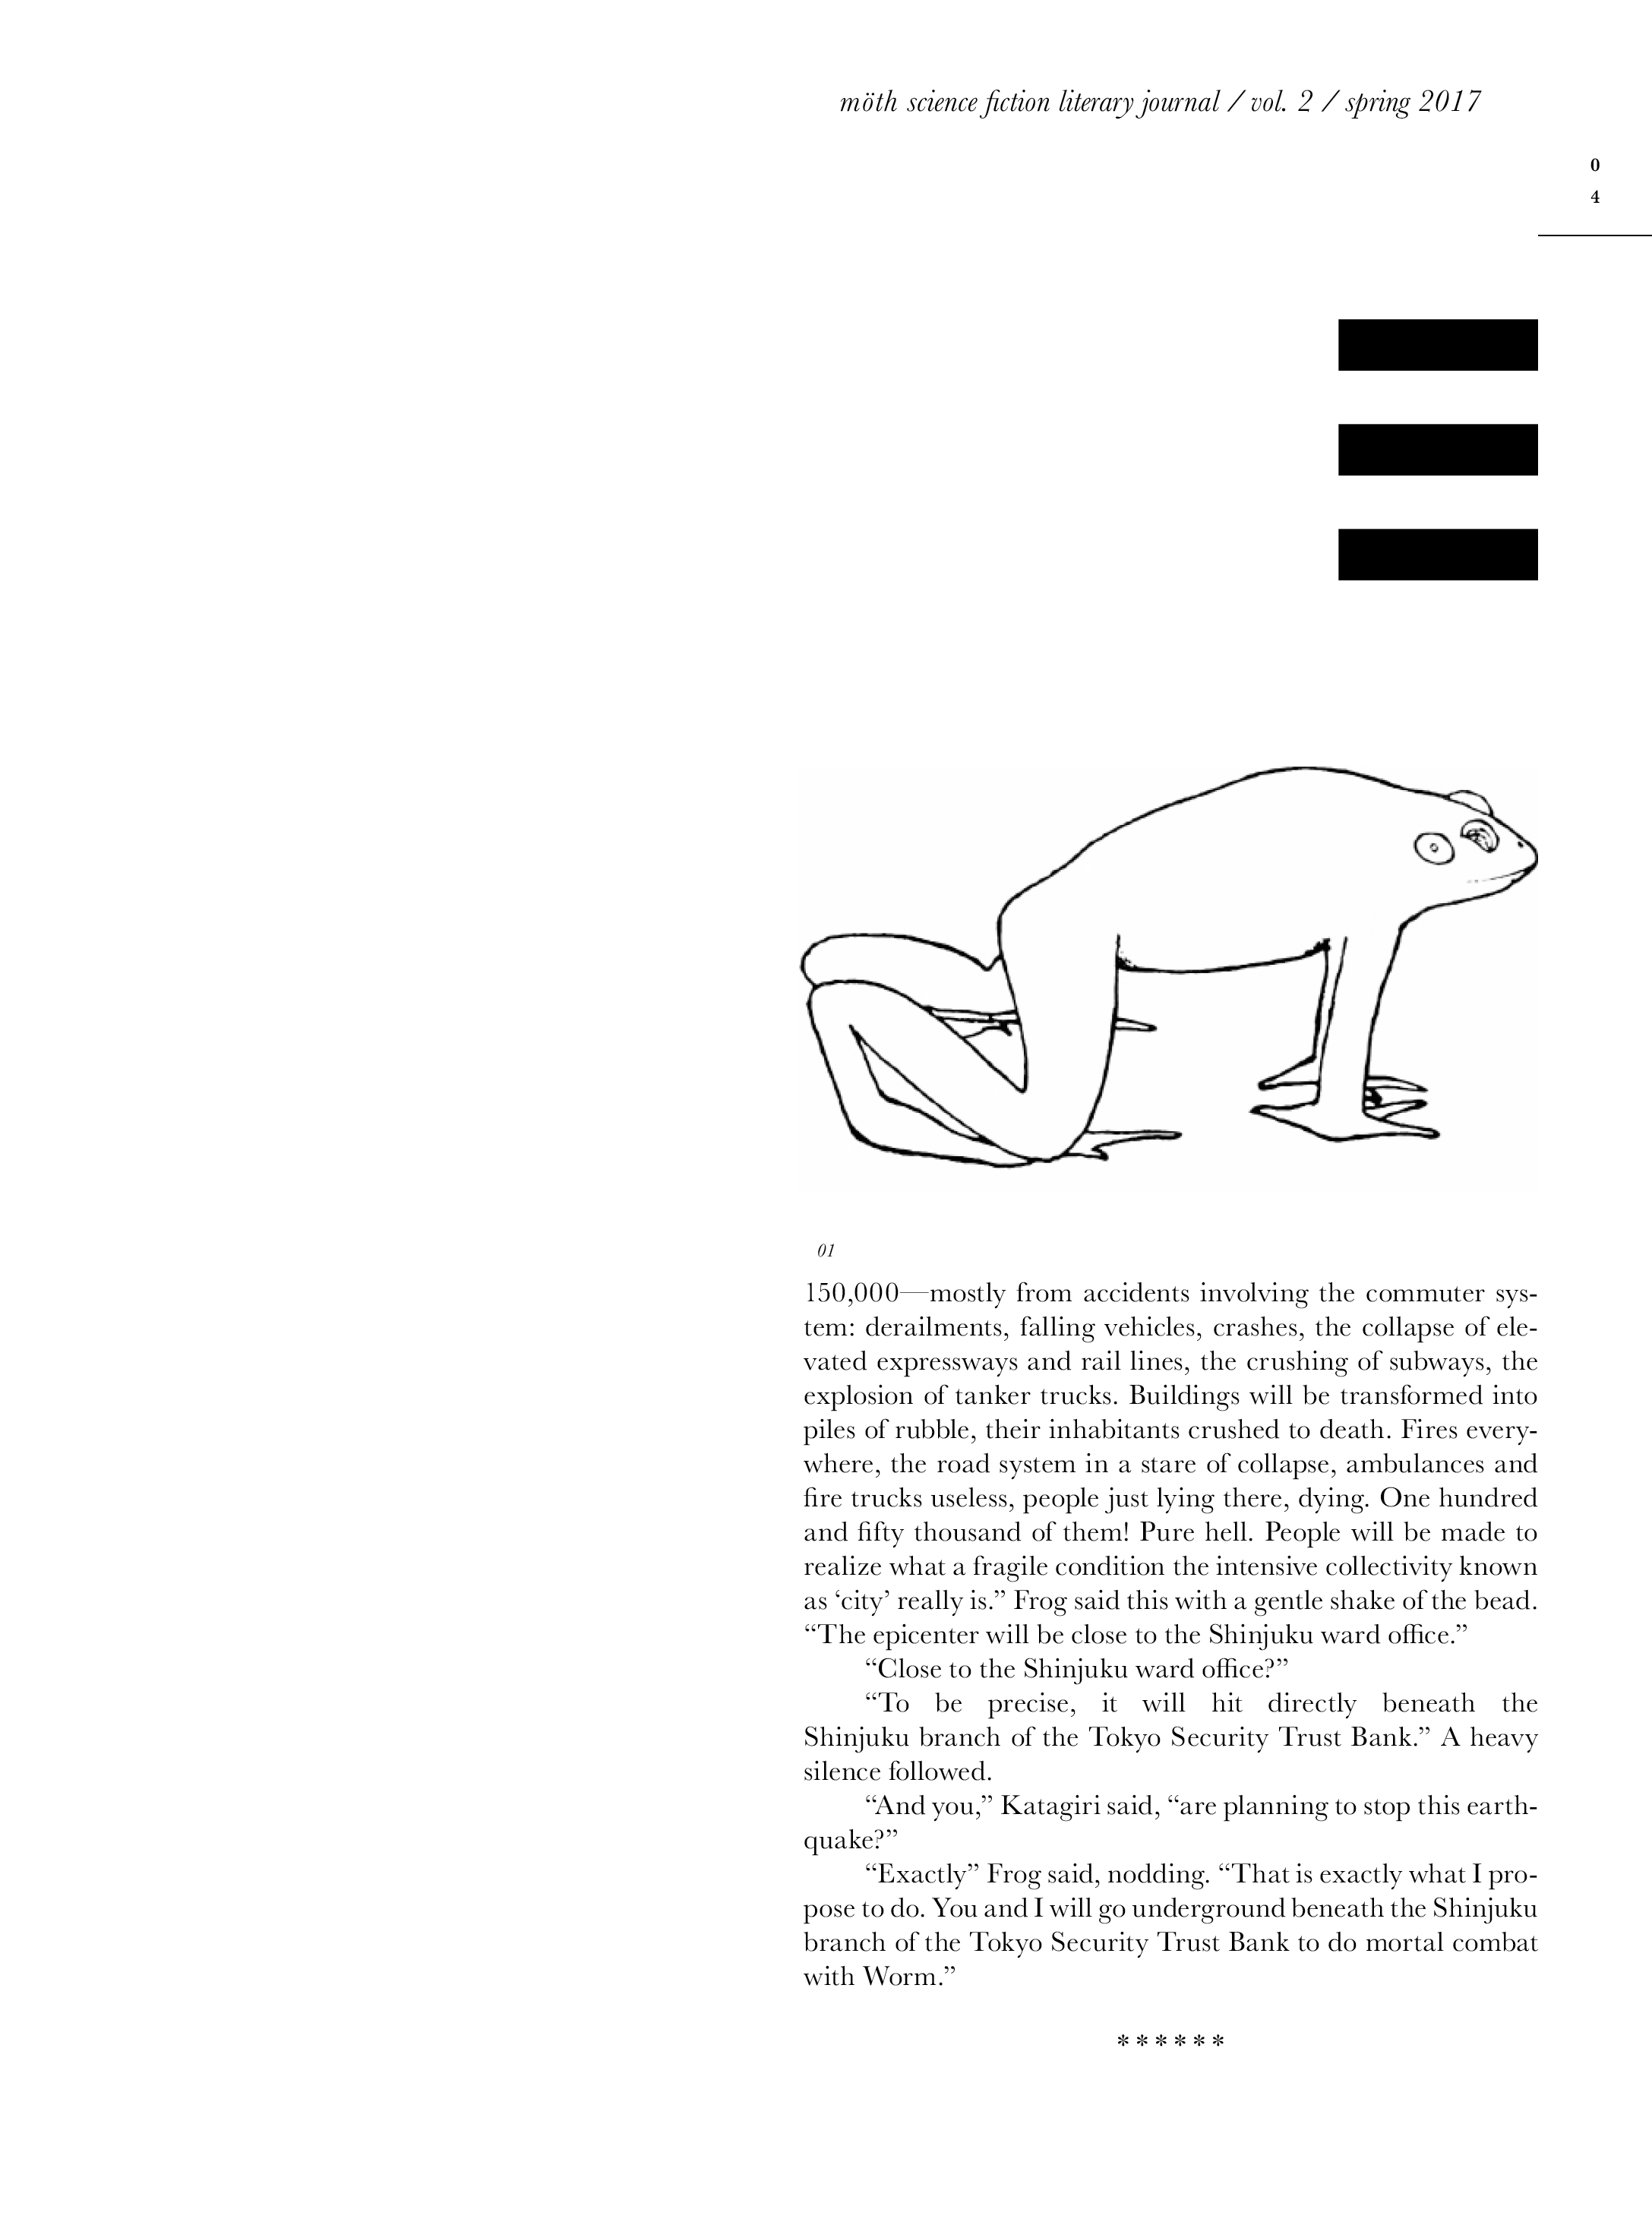 möth science fiction literary journal / vol. 2 / spring 2017
0
4
01
150,000—mostly from accidents involving the commuter sys-
tem: derailments, falling vehicles, crashes, the collapse of ele-
vated expressways and rail lines, the crushing of subways, the
explosion of tanker trucks. Buildings will be transformed into
piles of rubble, their inhabitants crushed to death. Fires every-
where, the road system in a stare of collapse, ambulances and
fire trucks useless, people just lying there, dying. One hundred
and fifty thousand of them! Pure hell. People will be made to
realize what a fragile condition the intensive collectivity known
as ‘city’ really is.” Frog said this with a gentle shake of the bead.
“The epicenter will be close to the Shinjuku ward office.”
“Close to the Shinjuku ward office?”
“To be precise, it will hit directly beneath the
Shinjuku branch of the Tokyo Security Trust Bank.” A heavy
silence followed.
“And you,” Katagiri said, “are planning to stop this earth-
quake?”
“Exactly” Frog said, nodding. “That is exactly what I pro-
pose to do. You and I will go underground beneath the Shinjuku
branch of the Tokyo Security Trust Bank to do mortal combat
with Worm.”
* * * * * *